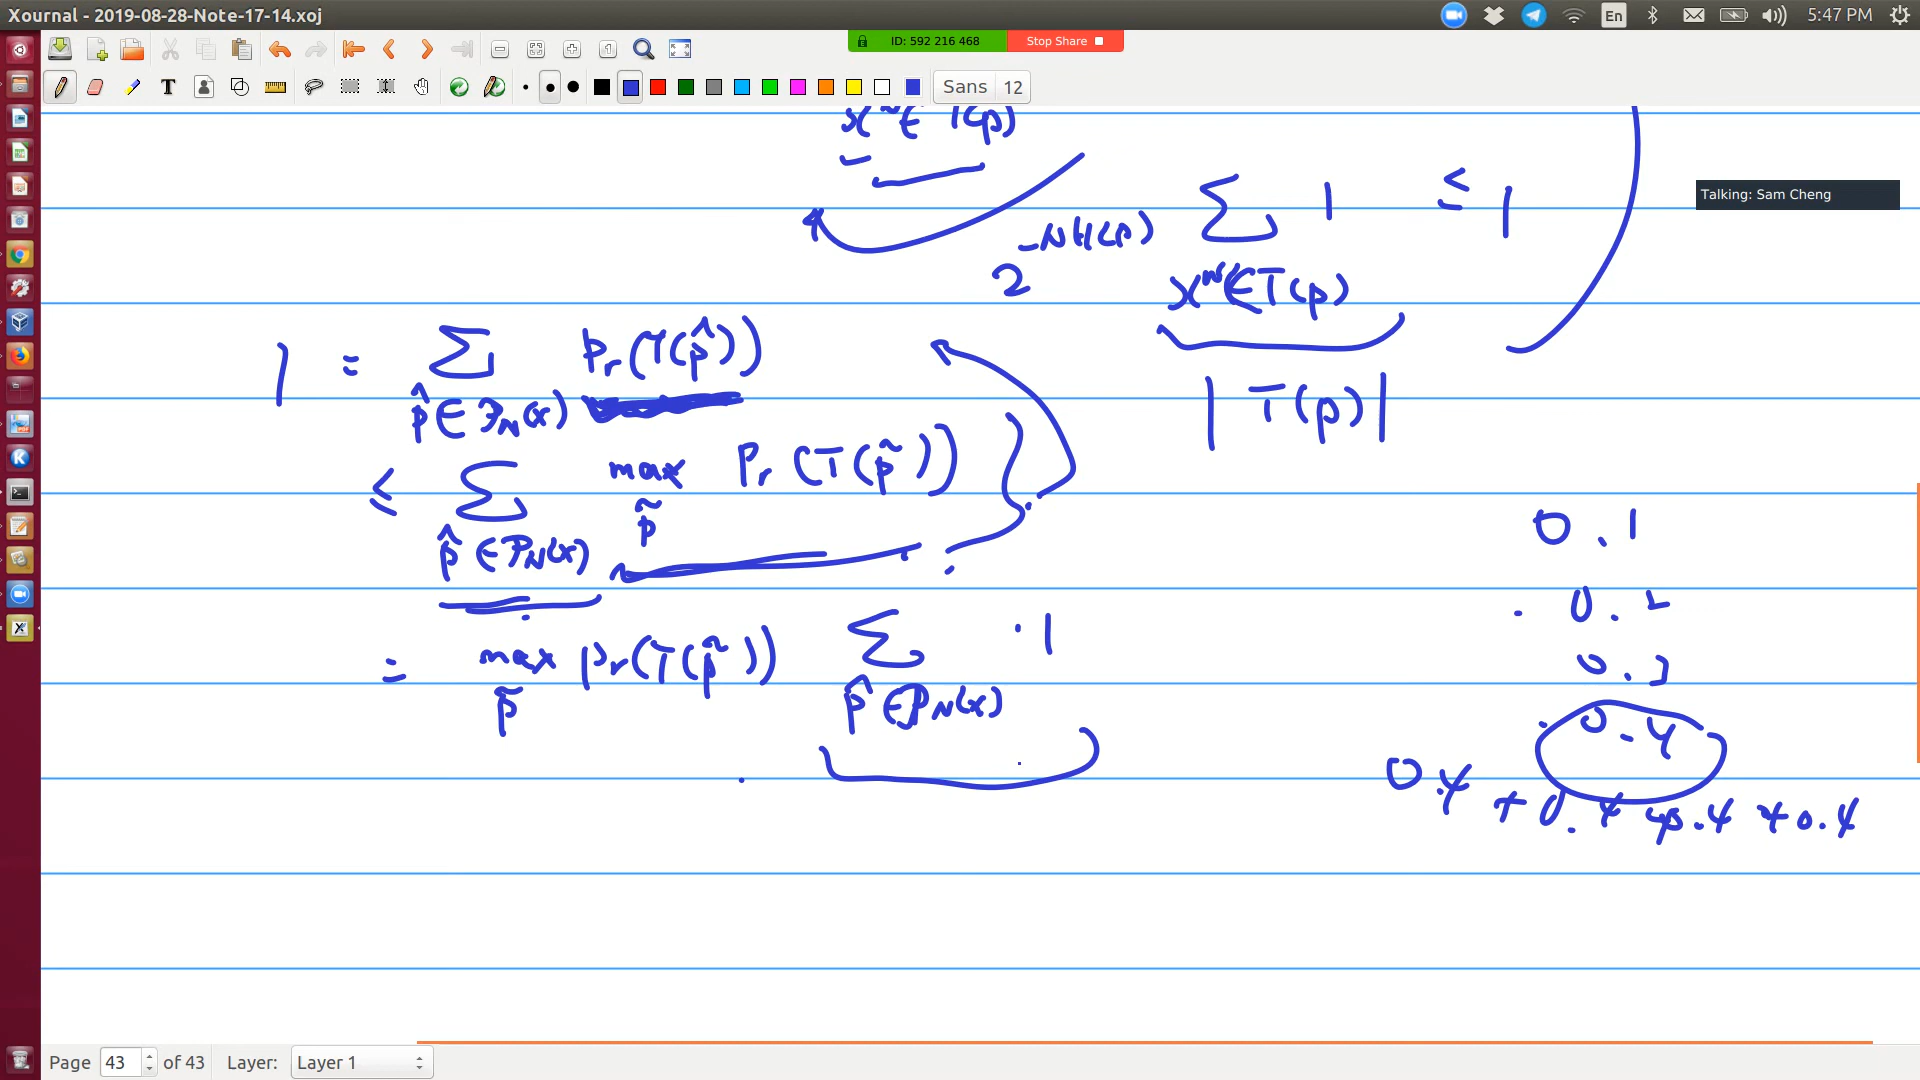 Xournal - 2019-08-28-Note-17-14.xoj
En
5:47 PM
ID: 592 216 468
Stop Share
Sans 12
Talking: Sam Cheng
x^N ∈ T(p)
2^{-NH(p)} ∑_{x^N ∈ T(p)} 1 ≤ 1
|T(p)|
1 = ∑_{p̂ ∈ P_N(x)} Pr(T(p̂))
≤ ∑_{p̂ ∈ P_N(x)} max_{p̃} Pr(T(p̃))
= max_{p̃} Pr(T(p̃)) ∑_{p̂ ∈ P_N(x)} 1
0.1
0.2
0.3
0.4
0.4 + 0.4 + 0.4 + 0.4
Page 43 of 43 Layer: Layer 1